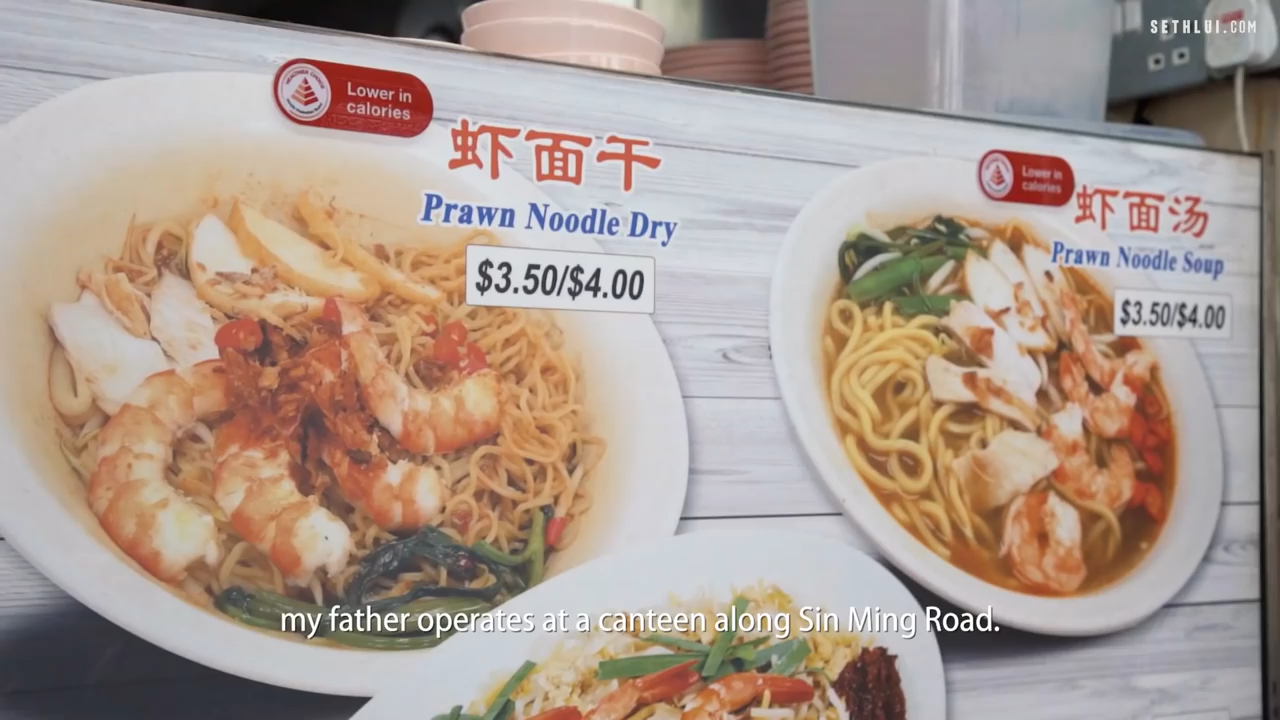 SETHLUI.COM
Lower in
calories
虾面干
Prawn Noodle Dry
$3.50/$4.00
Lower in
calories
虾面汤
Prawn Noodle Soup
$3.50/$4.00
my father operates at a canteen along Sin Ming Road.